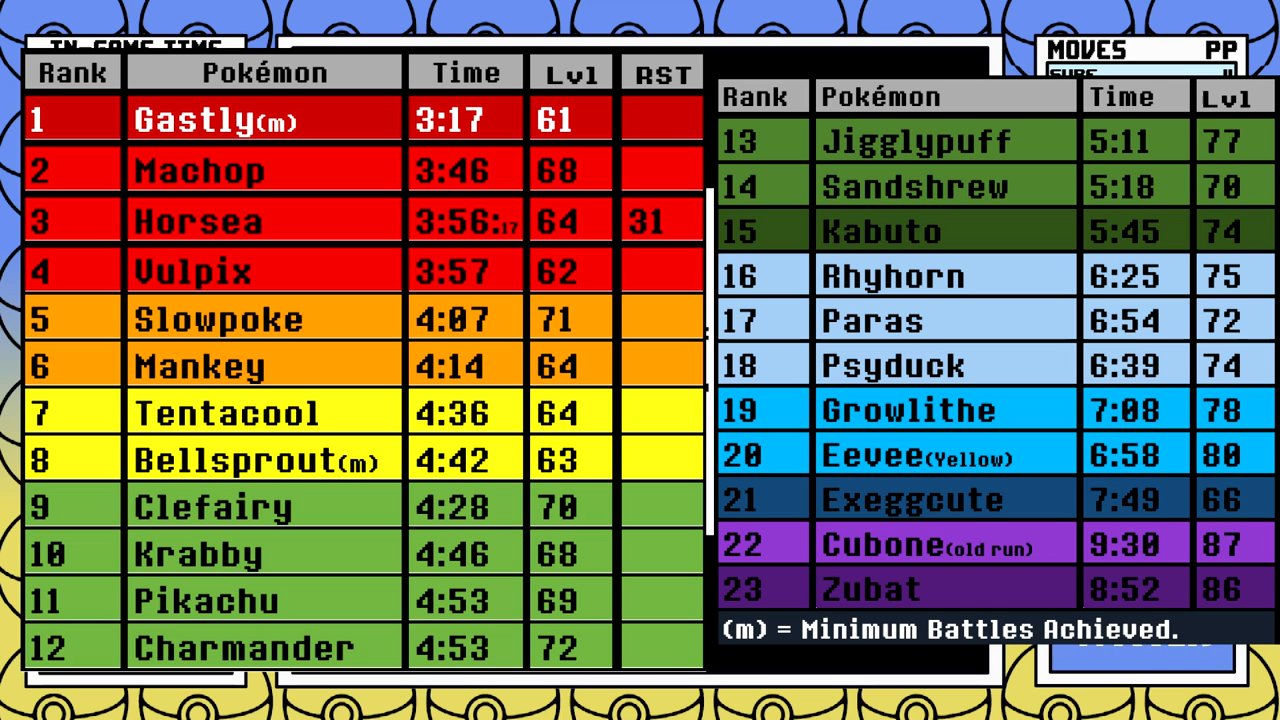 IN-GAME TIME
MOVES PP
SURF
Rank Pokémon Time Lvl RST
1 Gastly(m) 3:17 61
2 Machop 3:46 68
3 Horsea 3:56:17 64 31
4 Vulpix 3:57 62
5 Slowpoke 4:07 71
6 Mankey 4:14 64
7 Tentacool 4:36 64
8 Bellsprout(m) 4:42 63
9 Clefairy 4:28 70
10 Krabby 4:46 68
11 Pikachu 4:53 69
12 Charmander 4:53 72
Rank Pokémon Time Lvl
13 Jigglypuff 5:11 77
14 Sandshrew 5:18 70
15 Kabuto 5:45 74
16 Rhyhorn 6:25 75
17 Paras 6:54 72
18 Psyduck 6:39 74
19 Growlithe 7:08 78
20 Eevee(Yellow) 6:58 80
21 Exeggcute 7:49 66
22 Cubone(old run) 9:30 87
23 Zubat 8:52 86
(m) = Minimum Battles Achieved.